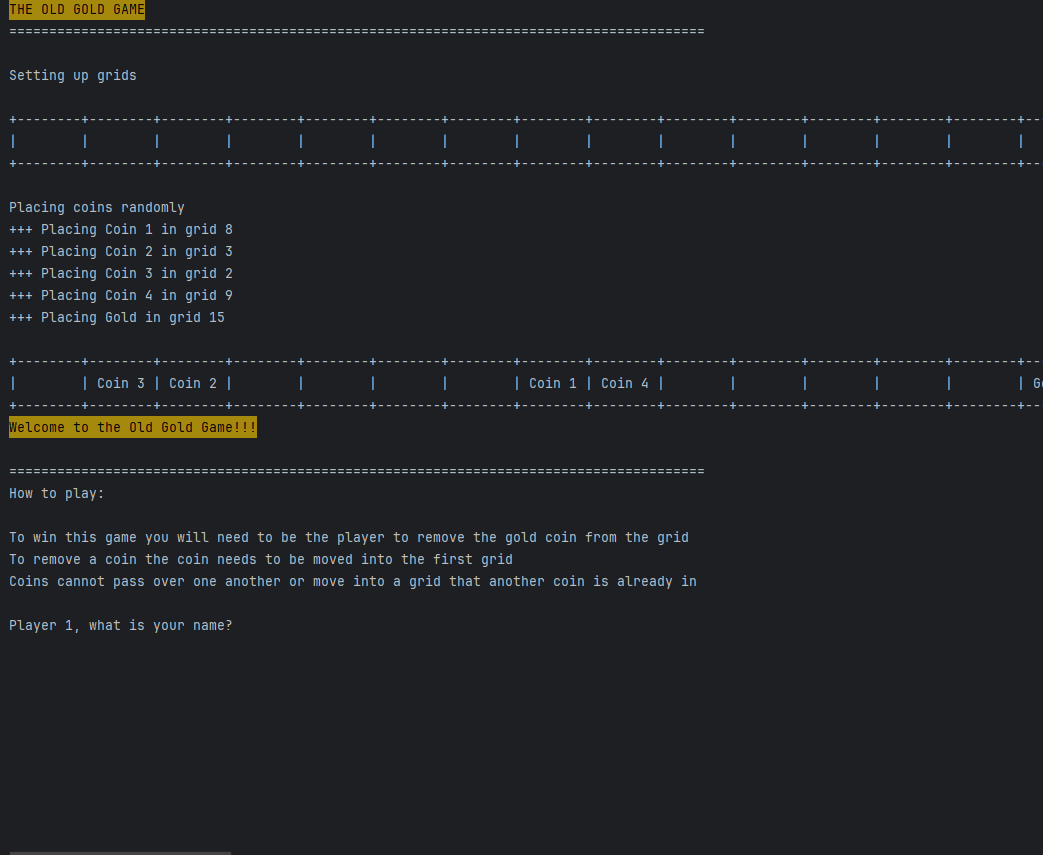 THE OLD GOLD GAME
=======================================================================================
Setting up grids
+--------+--------+--------+--------+--------+--------+--------+--------+--------+--------+--------+--------+--------+--------+--
|        |        |        |        |        |        |        |        |        |        |        |        |        |        |
+--------+--------+--------+--------+--------+--------+--------+--------+--------+--------+--------+--------+--------+--------+--
Placing coins randomly
+++ Placing Coin 1 in grid 8
+++ Placing Coin 2 in grid 3
+++ Placing Coin 3 in grid 2
+++ Placing Coin 4 in grid 9
+++ Placing Gold in grid 15
+--------+--------+--------+--------+--------+--------+--------+--------+--------+--------+--------+--------+--------+--------+--
|        | Coin 3 | Coin 2 |        |        |        |        | Coin 1 | Coin 4 |        |        |        |        |        |
+--------+--------+--------+--------+--------+--------+--------+--------+--------+--------+--------+--------+--------+--------+--
Welcome to the Old Gold Game!!!
=======================================================================================
How to play:
To win this game you will need to be the player to remove the gold coin from the grid
To remove a coin the coin needs to be moved into the first grid
Coins cannot pass over one another or move into a grid that another coin is already in
Player 1, what is your name?